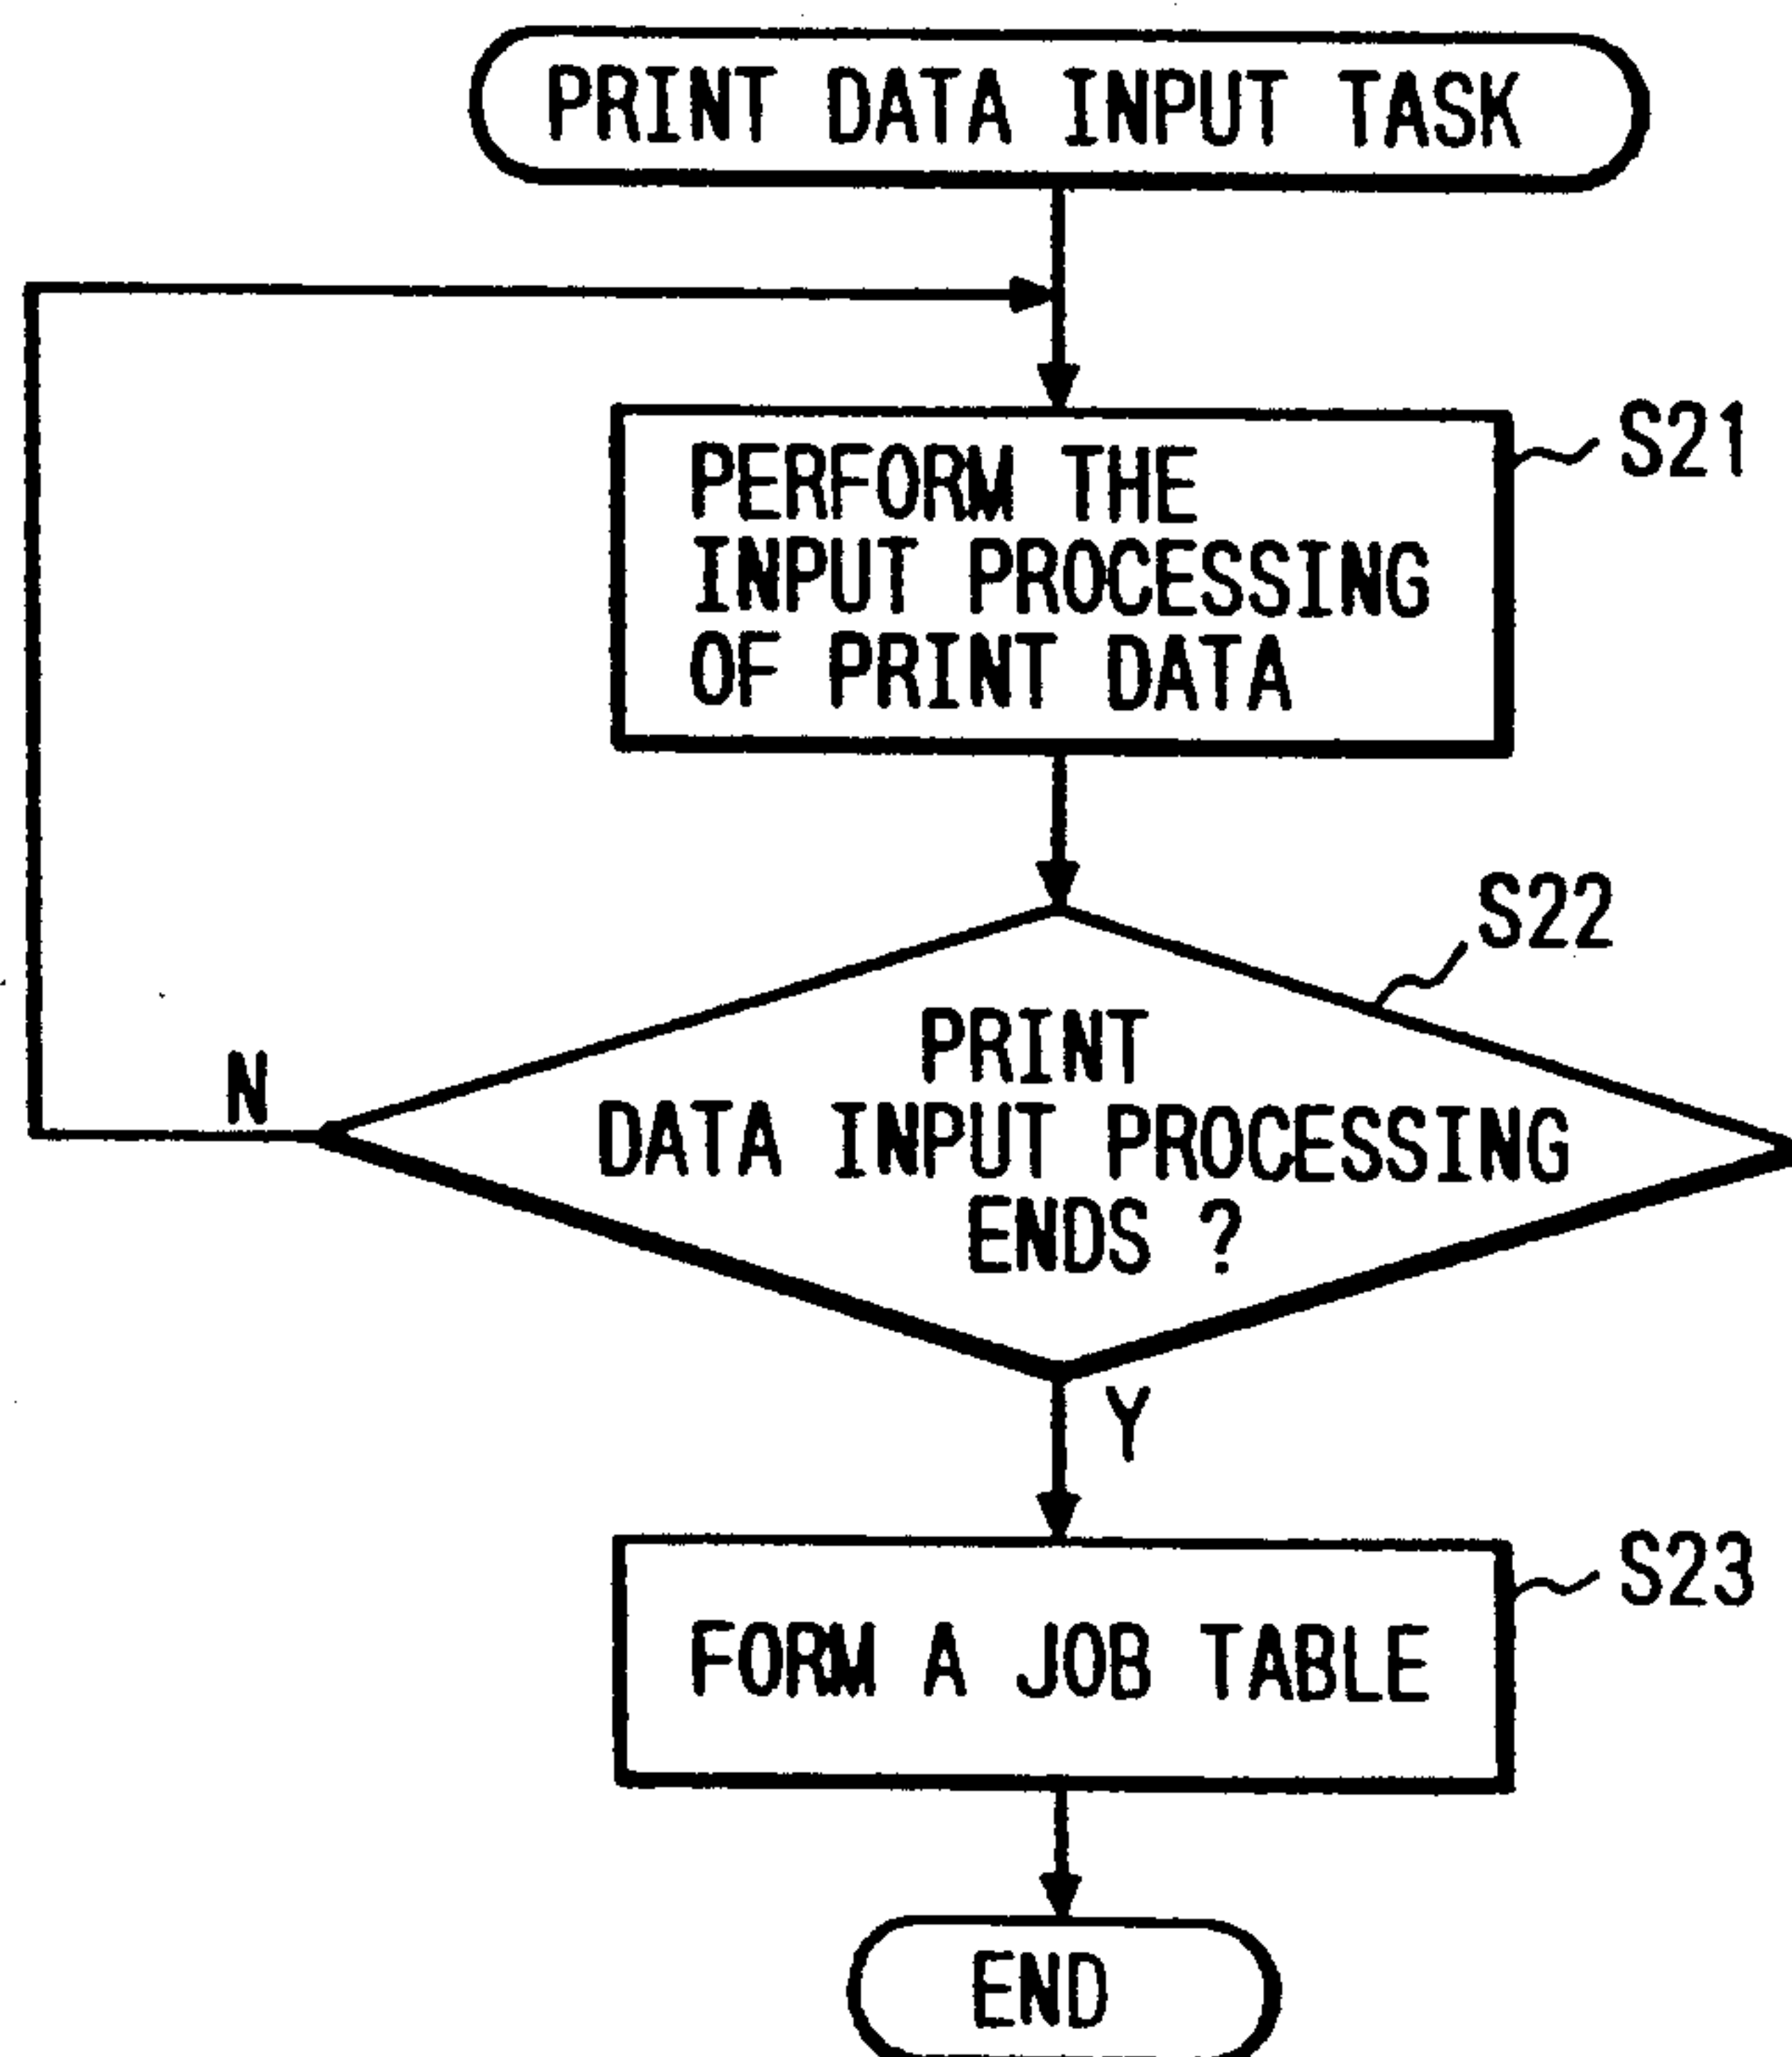 PRINT DATA INPUT TASK
PERFORM THE
INPUT PROCESSING
OF PRINT DATA
S21
S22
PRINT
DATA INPUT PROCESSING
ENDS ?
N
Y
FORM A JOB TABLE
S23
END